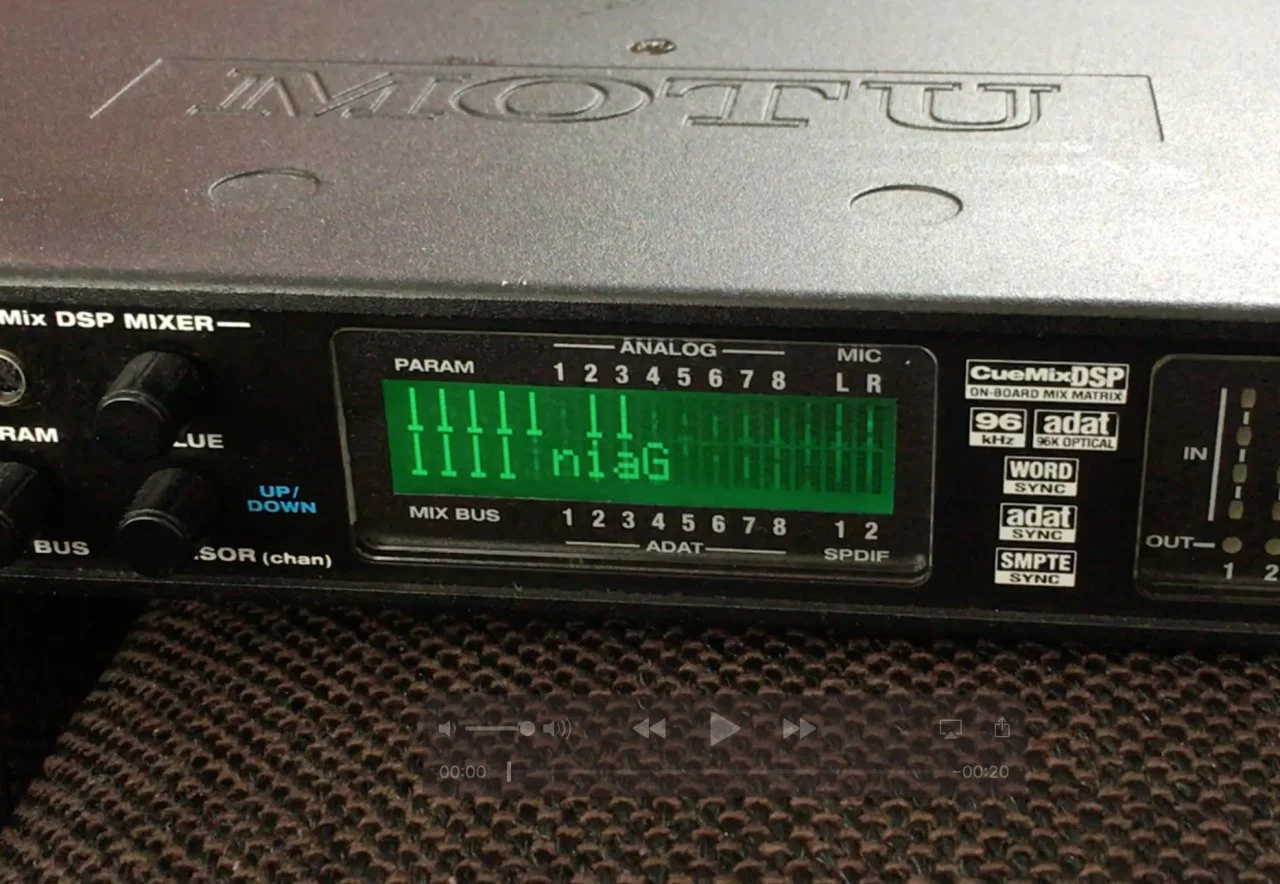 MOTU
Mix DSP MIXER
RAM
LUE
UP/
DOWN
BUS
SOR (chan)
ANALOG
PARAM 1 2 3 4 5 6 7 8
MIC
L R
niaG
MIX BUS 1 2 3 4 5 6 7 8
ADAT
1 2
SPDIF
CueMix DSP
ON-BOARD MIX MATRIX
96 kHz
adat
96K OPTICAL
WORD
SYNC
adat
SYNC
SMPTE
SYNC
IN
OUT
1 2
00:00
-00:20